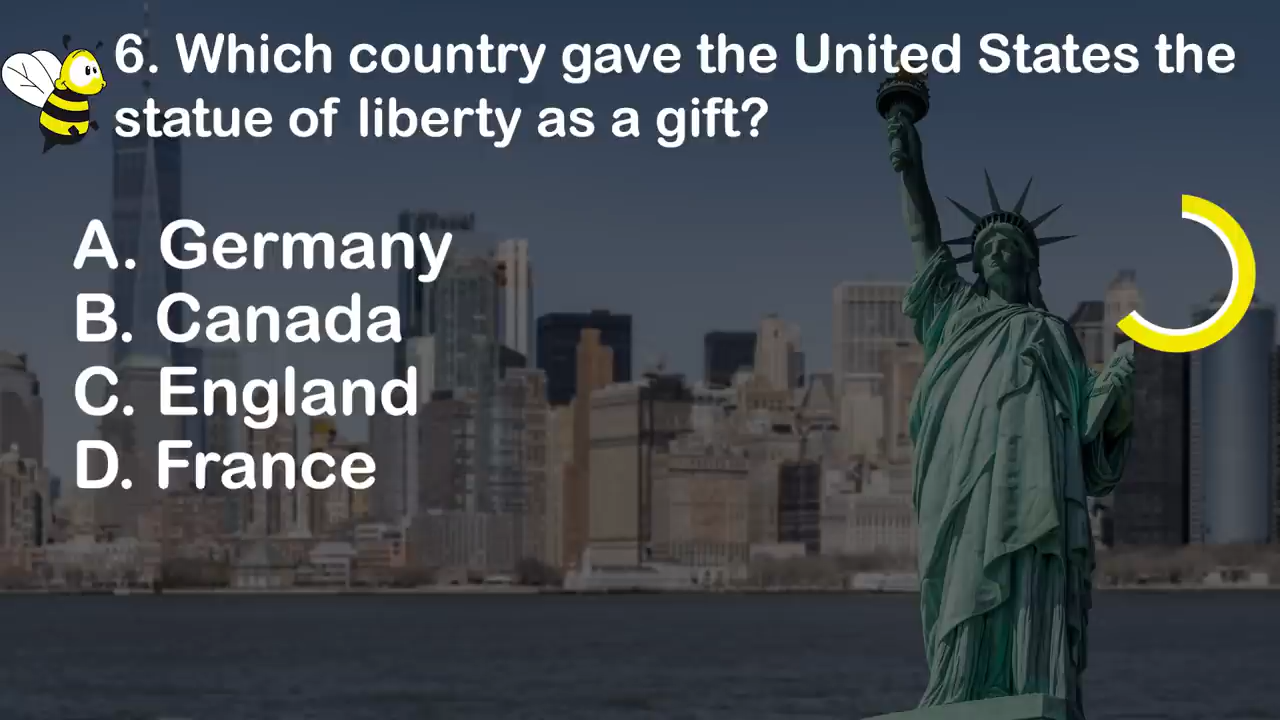 6. Which country gave the United States the
statue of liberty as a gift?
A. Germany
B. Canada
C. England
D. France